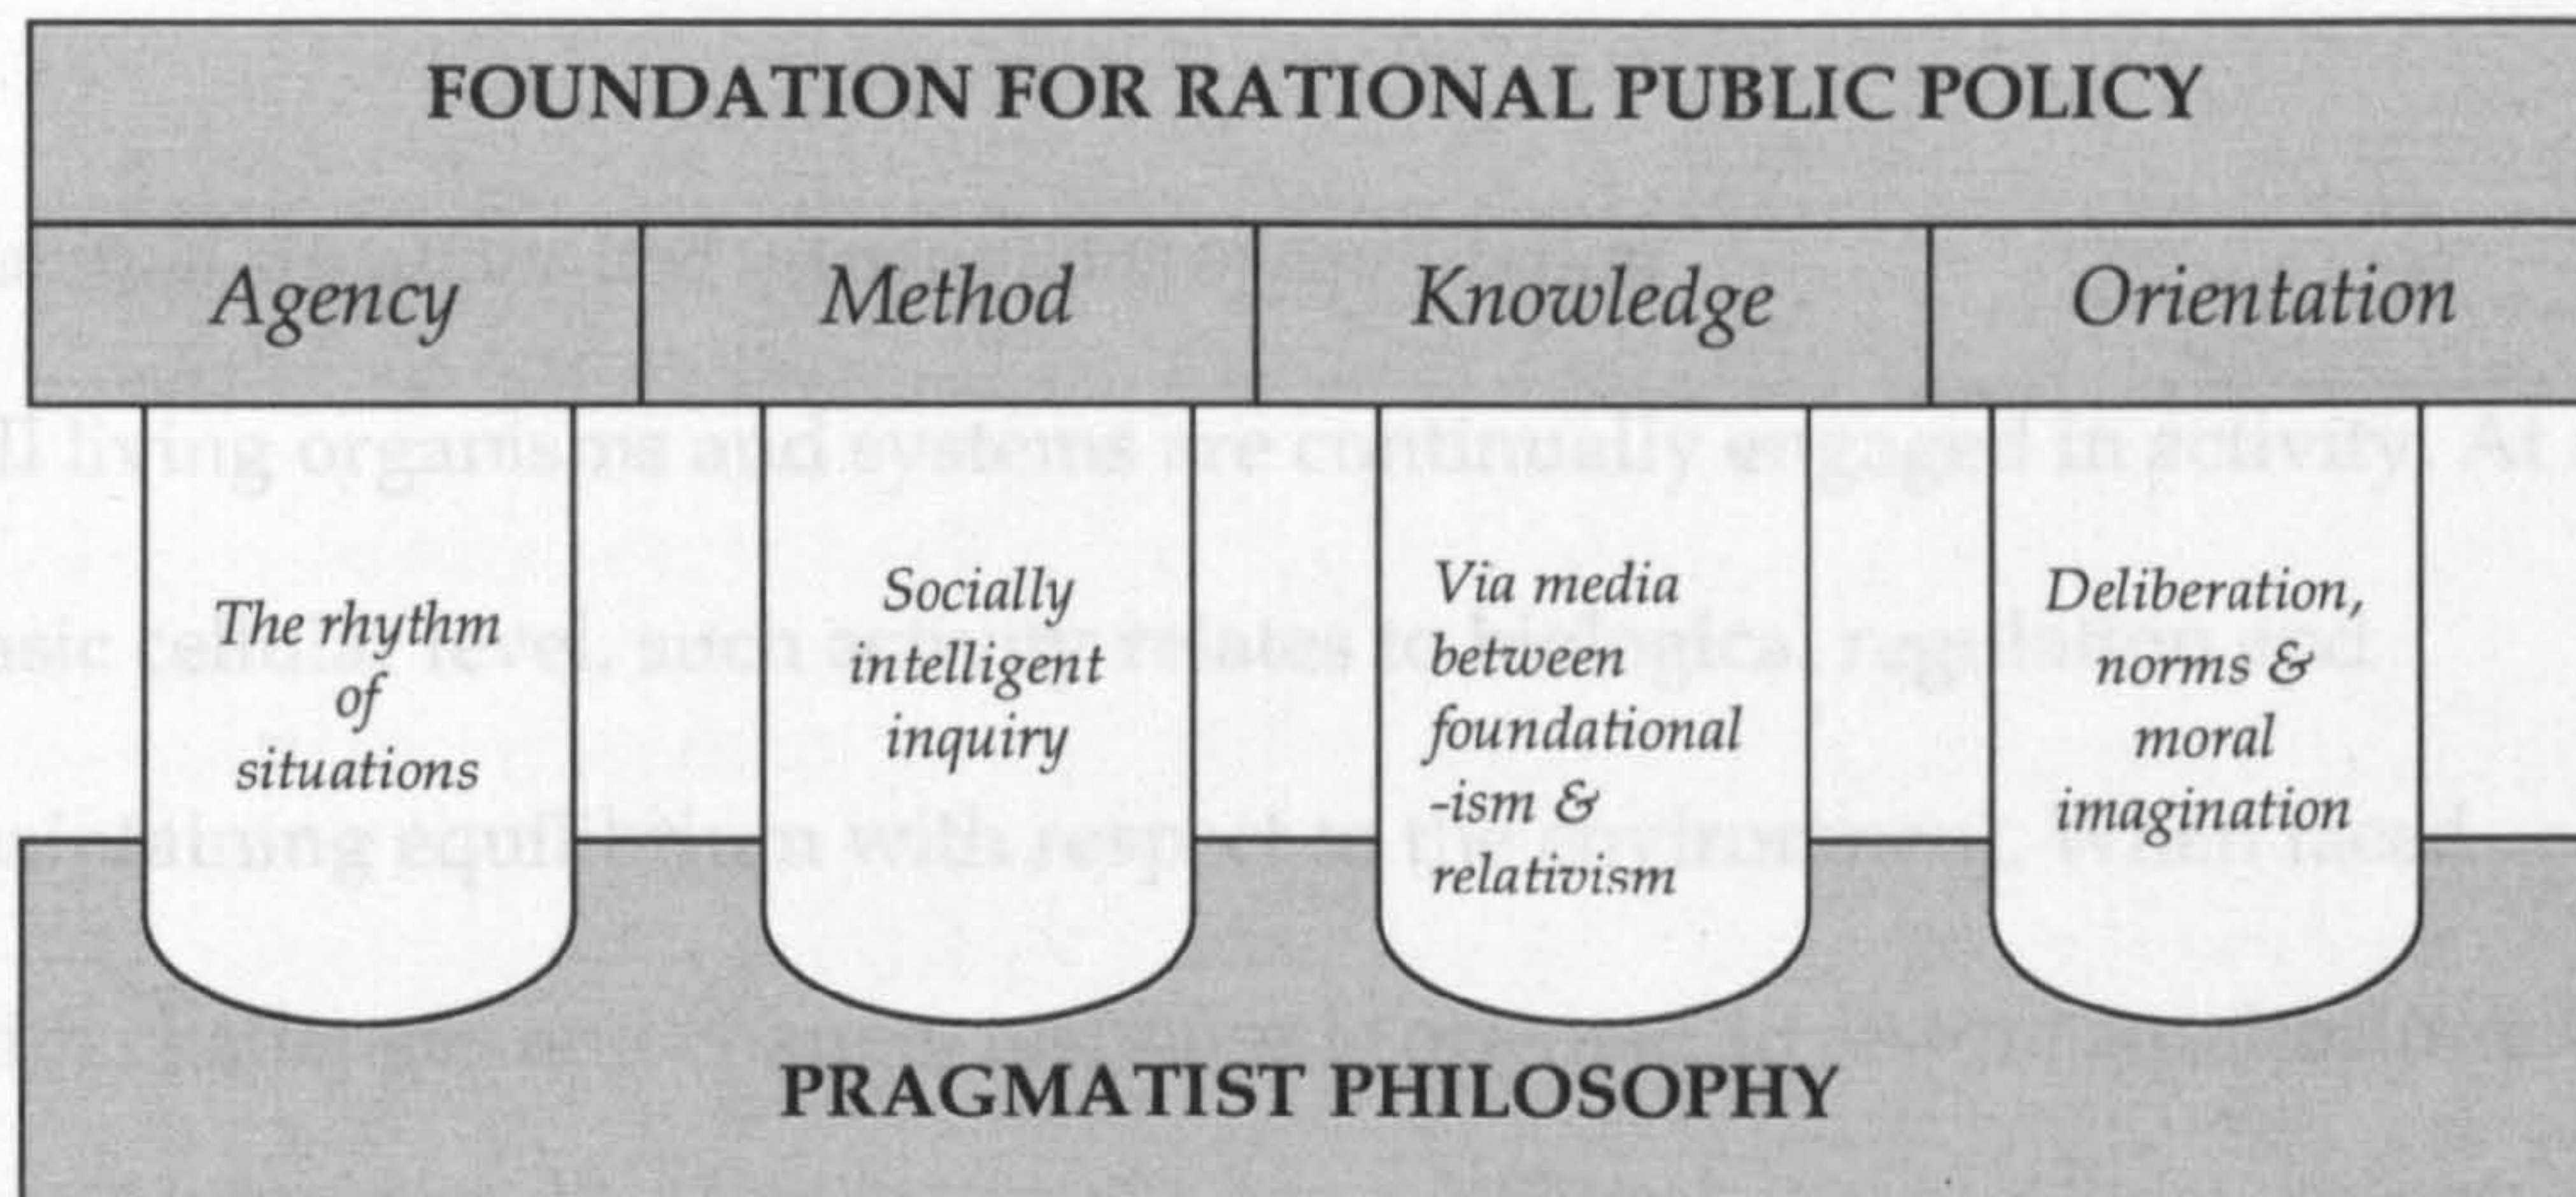 FOUNDATION FOR RATIONAL PUBLIC POLICY
Agency
Method
Knowledge
Orientation
The rhythm
of
situations
Socially
intelligent
inquiry
Via media
between
foundational
-ism &
relativism
Deliberation,
norms &
moral
imagination
PRAGMATIST PHILOSOPHY